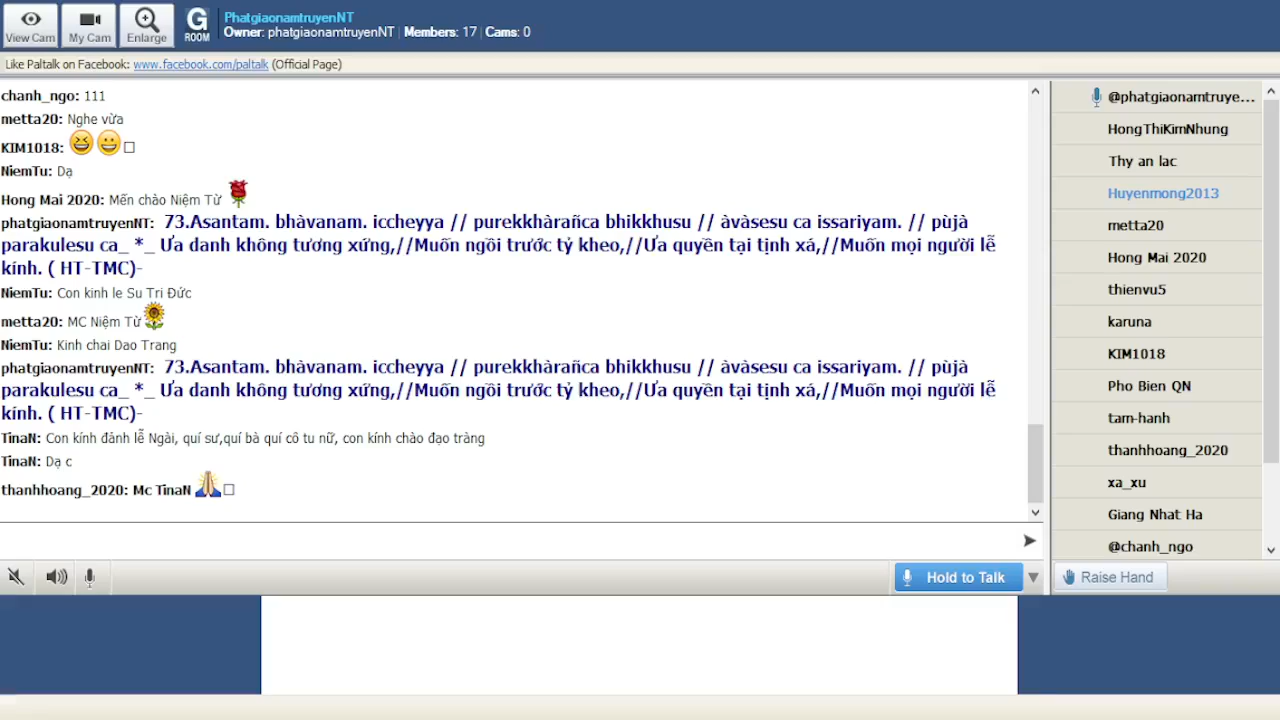 View Cam
My Cam
Enlarge
G
ROOM
PhatgiaonamtruyenNT
Owner: phatgiaonamtruyenNT | Members: 17 | Cams: 0
Like Paltalk on Facebook: www.facebook.com/paltalk (Official Page)
chanh_ngo: 111
metta20: Nghe vừa
KIM1018: 😆😀□
NiemTu: Dạ
Hong Mai 2020: Mến chào Niệm Từ 🌹
phatgiaonamtruyenNT: 73.Asantam. bhàvanam. iccheyya // purekkhàrañca bhikkhusu // àvàsesu ca issariyam. // pùjà
parakulesu ca_ *_ Ưa danh không tương xứng,//Muốn ngồi trước tỷ kheo,//Ưa quyền tại tịnh xá,//Muốn mọi người lễ
kính. ( HT-TMC)-
NiemTu: Con kinh le Su Tri Đức
metta20: MC Niệm Từ 🌻
NiemTu: Kinh chai Dao Trang
phatgiaonamtruyenNT: 73.Asantam. bhàvanam. iccheyya // purekkhàrañca bhikkhusu // àvàsesu ca issariyam. // pùjà
parakulesu ca_ *_ Ưa danh không tương xứng,//Muốn ngồi trước tỷ kheo,//Ưa quyền tại tịnh xá,//Muốn mọi người lễ
kính. ( HT-TMC)-
TinaN: Con kính đảnh lễ Ngài, quí sư,quí bà quí cô tu nữ, con kính chào đạo tràng
TinaN: Dạ c
thanhhoang_2020: Mc TinaN 🙏□
Hold to Talk
@phatgiaonamtruye...
HongThiKimNhung
Thy an lac
Huyenmong2013
metta20
Hong Mai 2020
thienvu5
karuna
KIM1018
Pho Bien QN
tam-hanh
thanhhoang_2020
xa_xu
Giang Nhat Ha
@chanh_ngo
Raise Hand